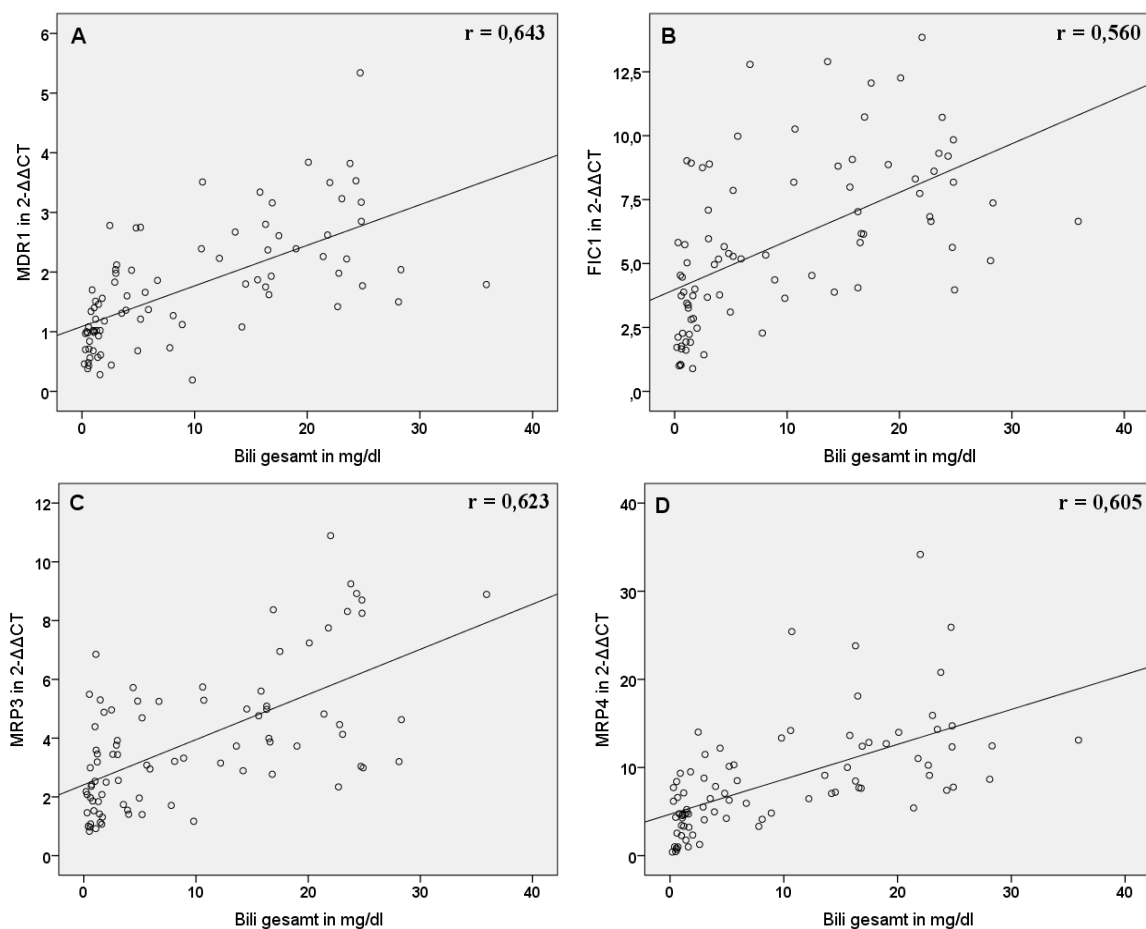 A
r = 0,643
6
5
4
3
2
1
0
MDR1 in 2-ΔΔCT
0 10 20 30 40
Bili gesamt in mg/dl
B
r = 0,560
12,5
10,0
7,5
5,0
2,5
,0
FIC1 in 2-ΔΔCT
0 10 20 30 40
Bili gesamt in mg/dl
C
r = 0,623
12
10
8
6
4
2
0
MRP3 in 2-ΔΔCT
0 10 20 30 40
Bili gesamt in mg/dl
D
r = 0,605
40
30
20
10
0
MRP4 in 2-ΔΔCT
0 10 20 30 40
Bili gesamt in mg/dl